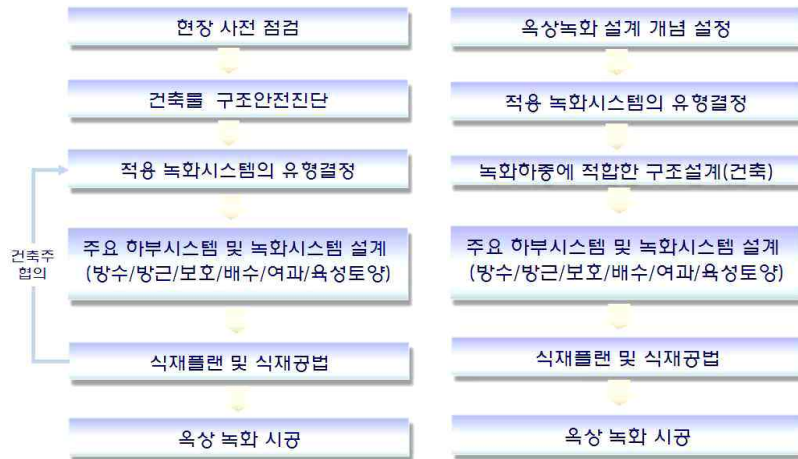 현장 사전 점검
건축물 구조안전진단
적용 녹화시스템의 유형결정
주요 하부시스템 및 녹화시스템 설계
(방수/방근/보호/배수/여과/육성토양)
식재플랜 및 식재공법
옥상 녹화 시공
건축주
협의
옥상녹화 설계 개념 설정
적용 녹화시스템의 유형결정
녹화하중에 적합한 구조설계(건축)
주요 하부시스템 및 녹화시스템 설계
(방수/방근/보호/배수/여과/육성토양)
식재플랜 및 식재공법
옥상 녹화 시공